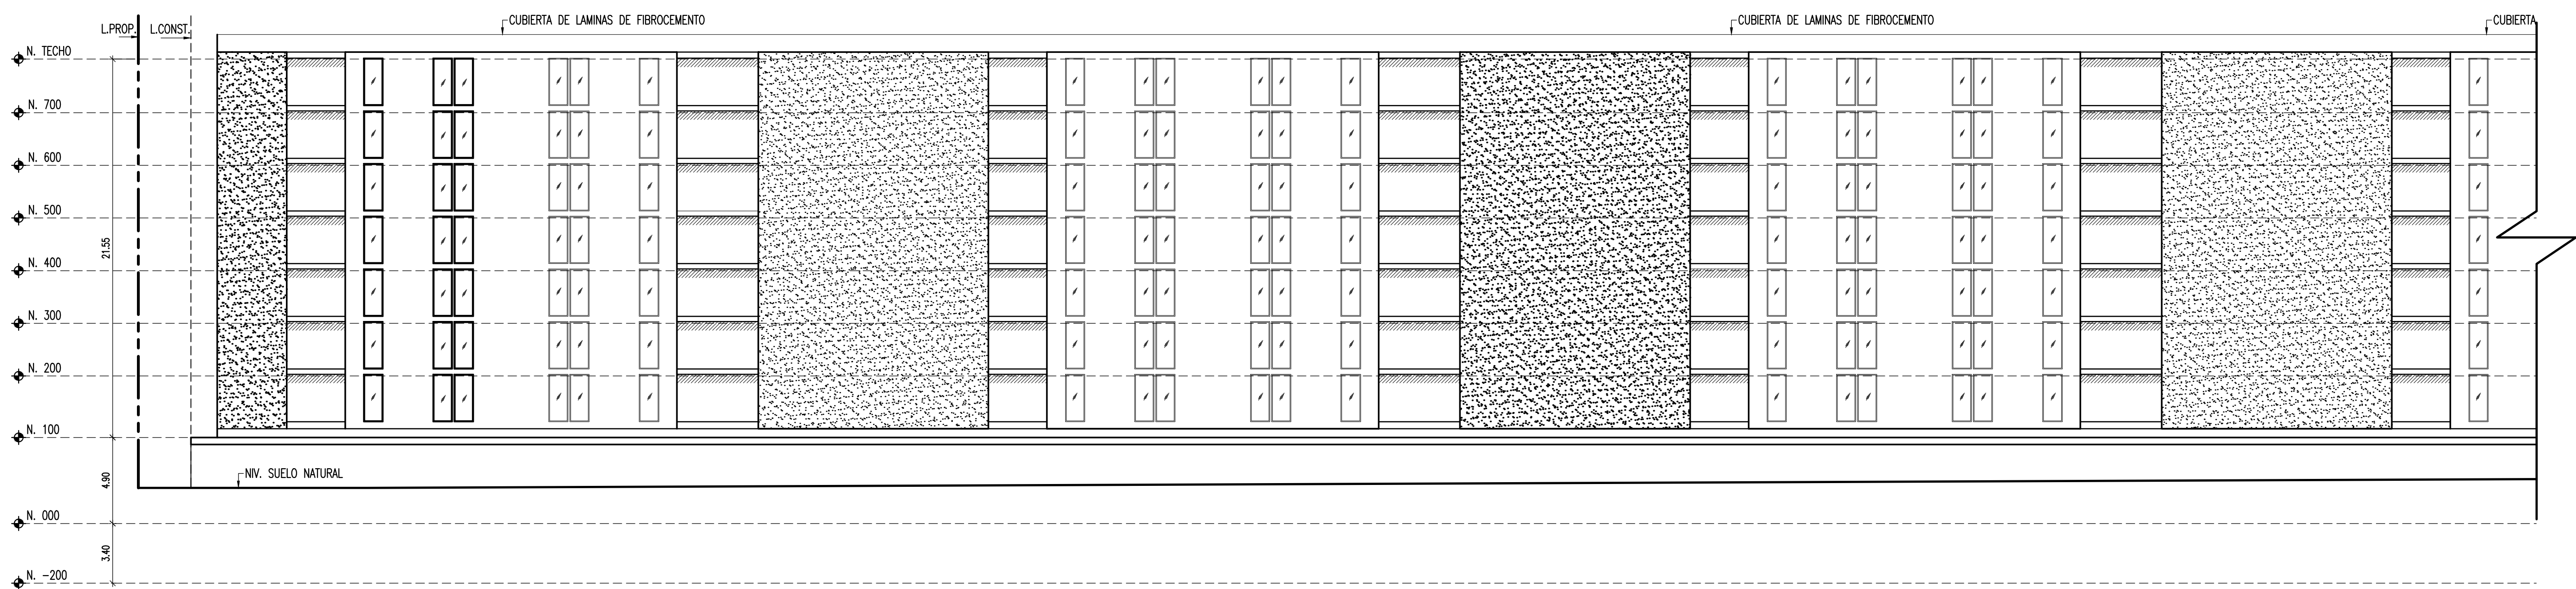 CUBIERTA DE LAMINAS DE FIBROCEMENTO
CUBIERTA DE LAMINAS DE FIBROCEMENTO
CUBIERTA
L.PROP.
L.CONST.
N. TECHO
N. 700
N. 600
N. 500
21.55
N. 400
N. 300
N. 200
N. 100
NIV. SUELO NATURAL
4.90
N. 000
3.40
N. -200